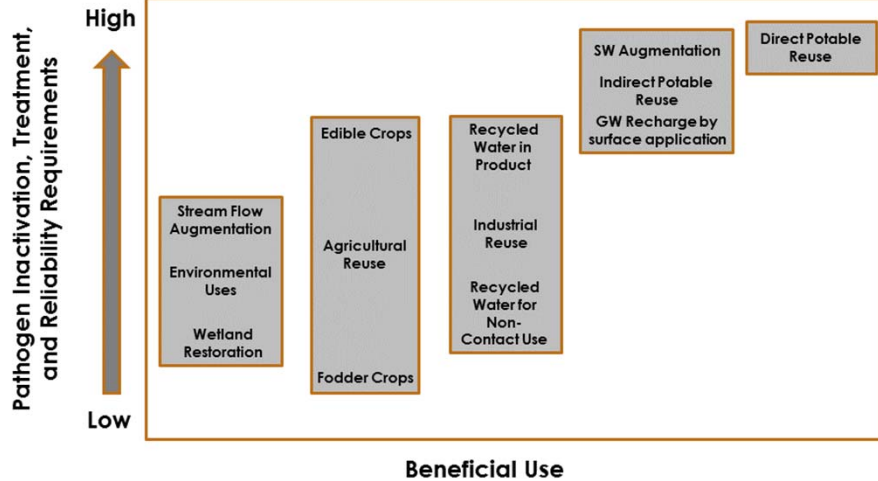 Pathogen Inactivation, Treatment,
and Reliability Requirements
High
Low
Stream Flow
Augmentation
Environmental
Uses
Wetland
Restoration
Edible Crops
Agricultural
Reuse
Fodder Crops
Recycled
Water in
Product
Industrial
Reuse
Recycled
Water for
Non-
Contact Use
SW Augmentation
Indirect Potable
Reuse
GW Recharge by
surface application
Direct Potable
Reuse
Beneficial Use